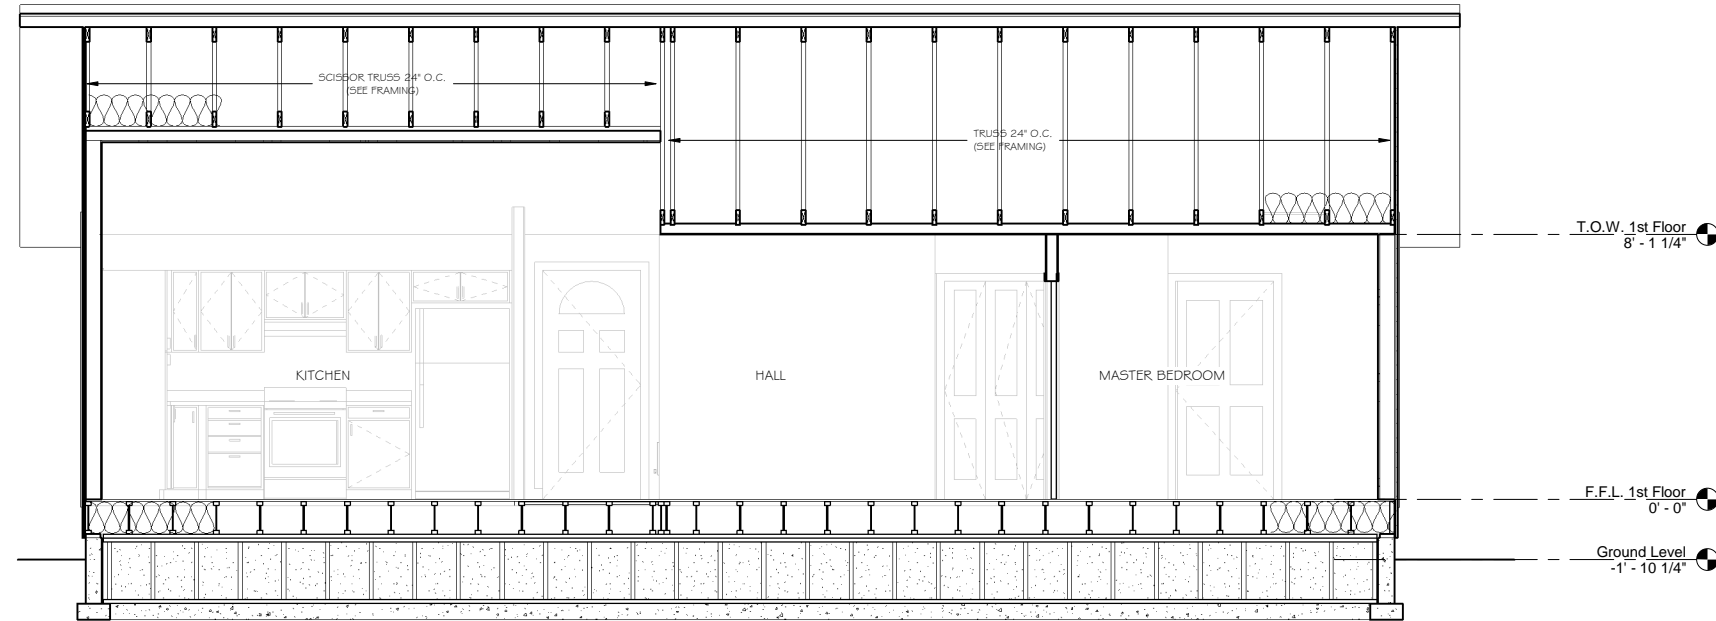 SCISSOR TRUSS 24" O.C.
(SEE FRAMING)
TRUSS 24" O.C.
(SEE FRAMING)
T.O.W. 1st Floor
8' - 1 1/4"
KITCHEN
HALL
MASTER BEDROOM
F.F.L. 1st Floor
0' - 0"
Ground Level
-1' - 10 1/4"